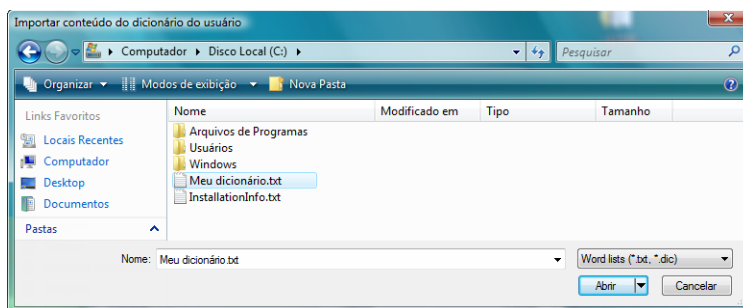 Importar conteúdo do dicionário do usuário
Computador Disco Local (C:) Pesquisar
Organizar Modos de exibição Nova Pasta
Links Favoritos
Locais Recentes
Computador
Desktop
Documentos
Pastas
Nome Modificado em Tipo Tamanho
Arquivos de Programas
Usuários
Windows
Meu dicionário.txt
InstallationInfo.txt
Nome: Meu dicionário.txt Word lists (*.txt, *.dic)
Abrir Cancelar